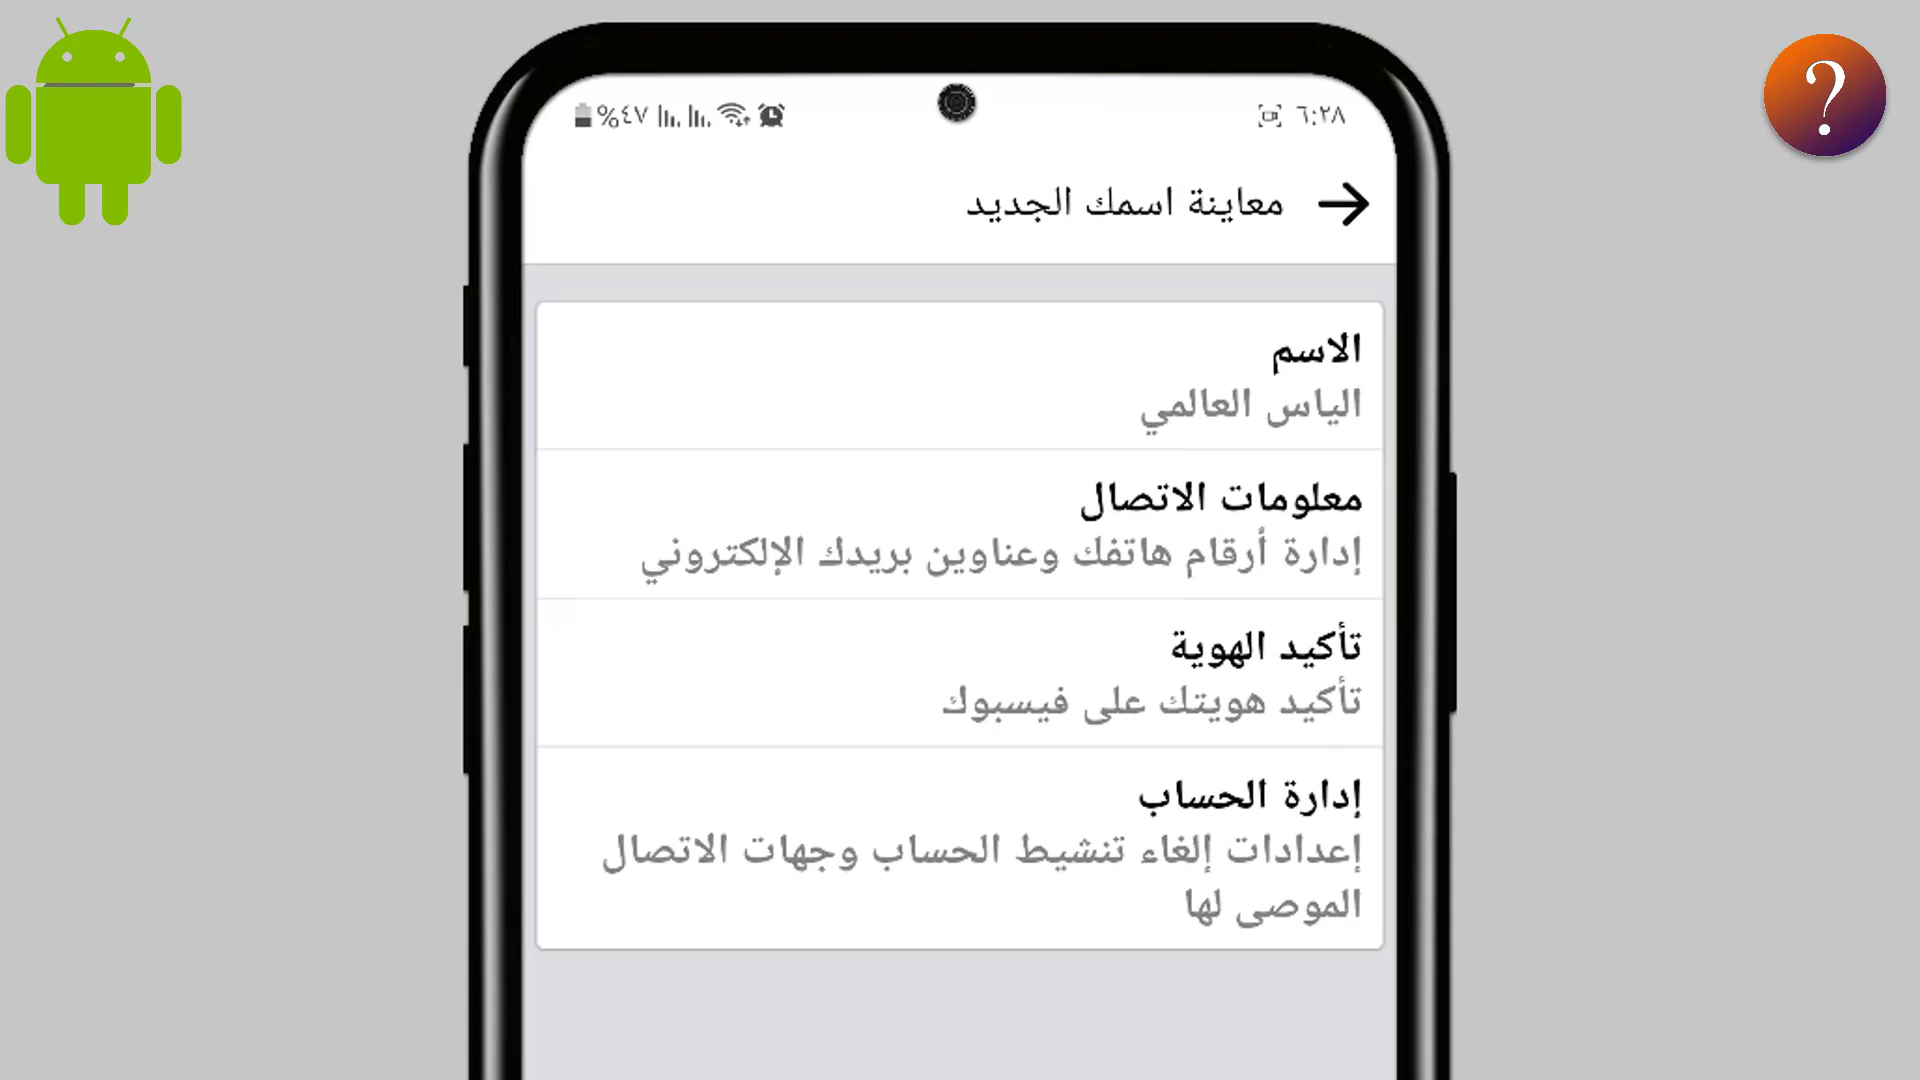 ٦:٢٨ %٤٧
?
معاينة اسمك الجديد
الاسم
الياس العالمي
معلومات الاتصال
إدارة أرقام هاتفك وعناوين بريدك الإلكتروني
تأكيد الهوية
تأكيد هويتك على فيسبوك
إدارة الحساب
إعدادات إلغاء تنشيط الحساب وجهات الاتصال
الموصى لها